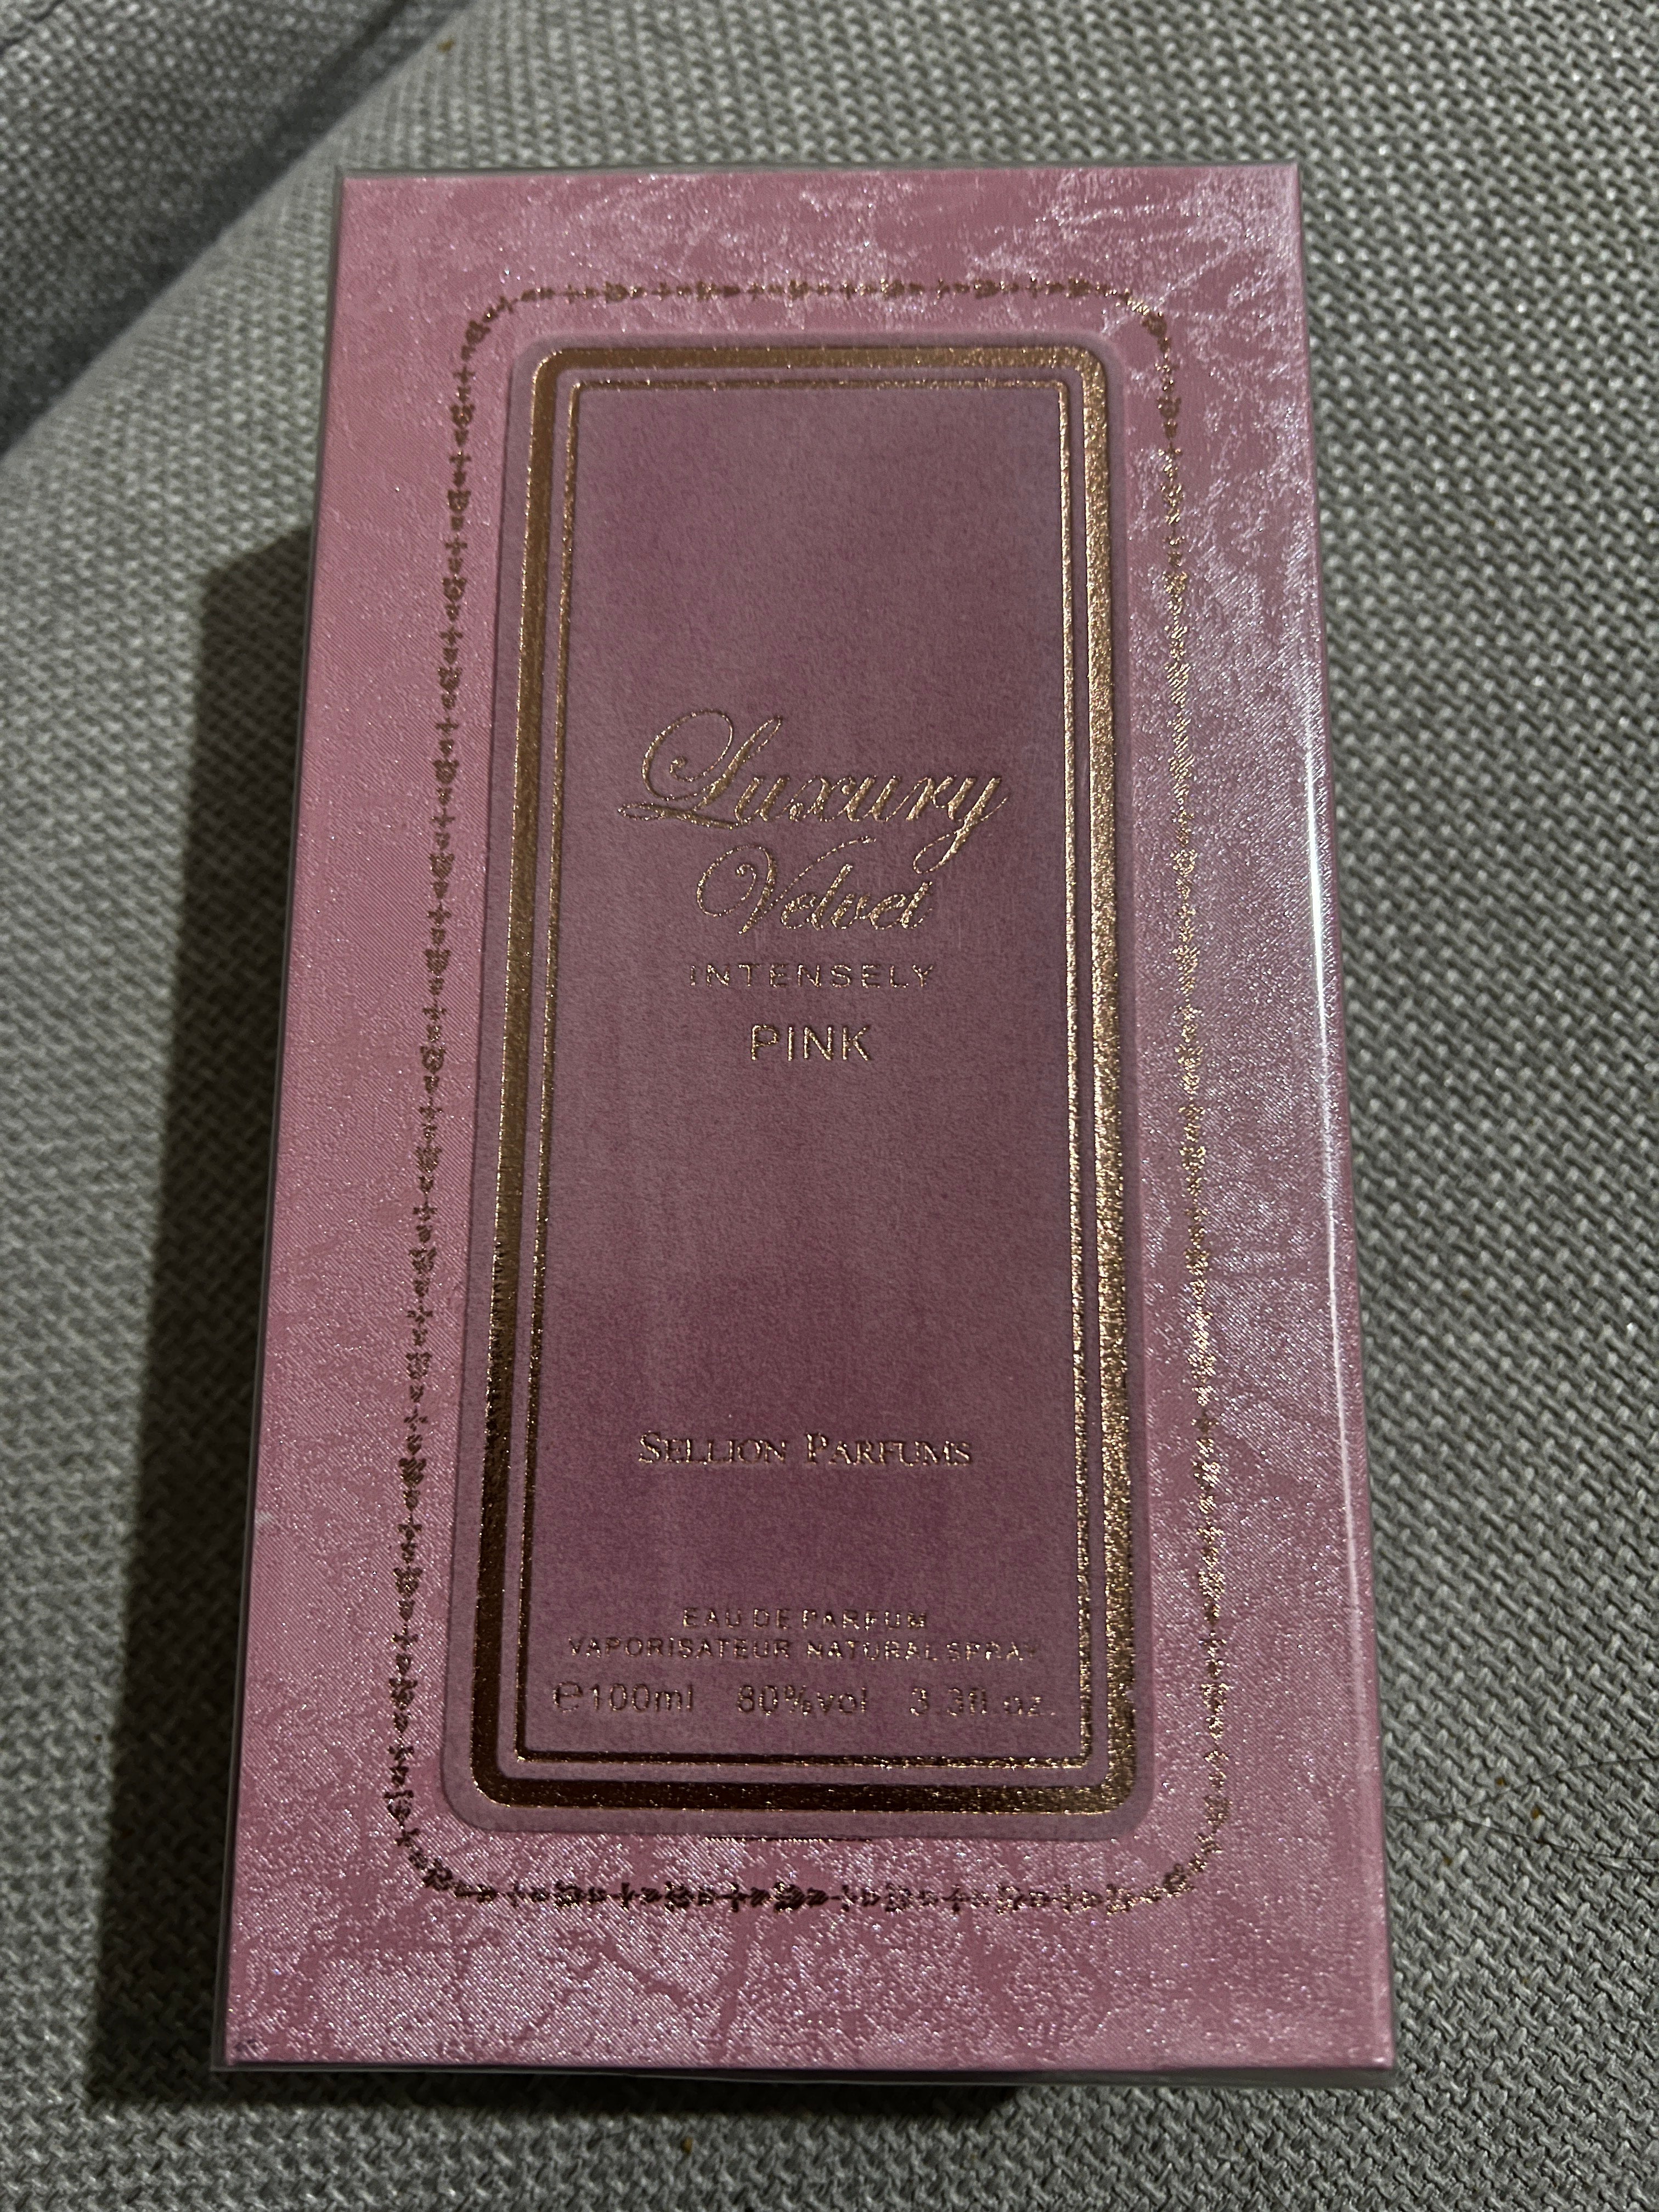 Luxury
Velvet
INTENSELY
PINK
SELLION PARFUMS
EAU DE PARFUM
VAPORISATEUR NATURAL SPRAY
℮100ml 80%vol 3.3fl oz.